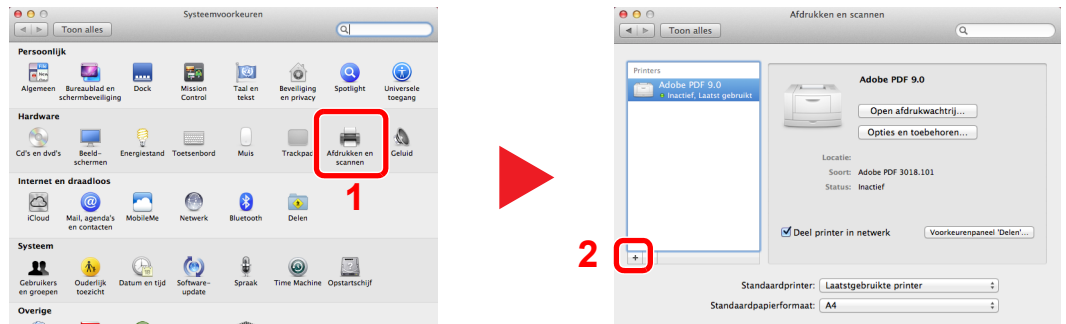 Systeemvoorkeuren
Toon alles
Persoonlijk
Algemeen
Bureaublad en schermbeveiliging
Dock
Mission Control
Taal en tekst
Beveiliging en privacy
Spotlight
Universele toegang
Hardware
Cd's en dvd's
Beeld-schermen
Energiestand
Toetsenbord
Muis
Trackpad
Afdrukken en scannen
Geluid
1
Internet en draadloos
iCloud
Mail, agenda's en contacten
MobileMe
Netwerk
Bluetooth
Delen
Systeem
Gebruikers en groepen
Ouderlijk toezicht
Datum en tijd
Software-update
Spraak
Time Machine
Opstartschijf
Overige
Afdrukken en scannen
Toon alles
Printers
Adobe PDF 9.0
Inactief, Laatst gebruikt
Adobe PDF 9.0
Open afdrukwachtrij...
Opties en toebehoren...
Locatie:
Soort: Adobe PDF 3018.101
Status: Inactief
Deel printer in netwerk
Voorkeurenpaneel 'Delen'...
2
+
Standaardprinter: Laatstgebruikte printer
Standaardpapierformaat: A4